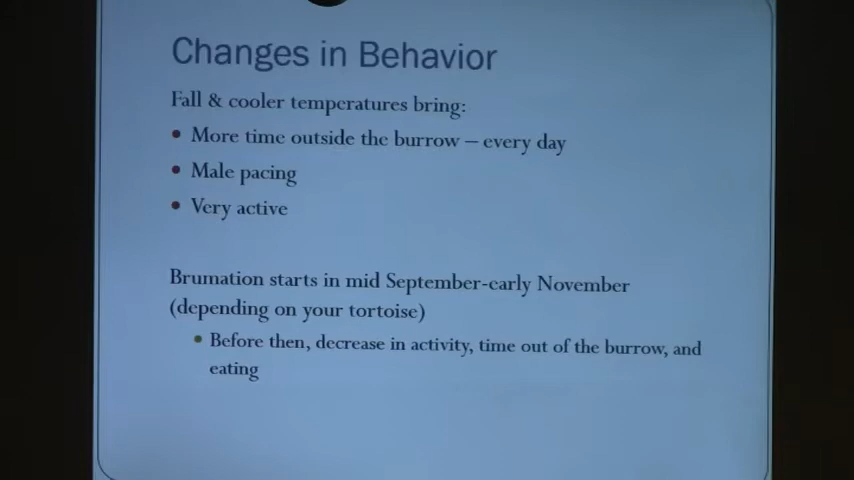 Changes in Behavior
Fall & cooler temperatures bring:
• More time outside the burrow – every day
• Male pacing
• Very active
Brumation starts in mid September-early November
(depending on your tortoise)
• Before then, decrease in activity, time out of the burrow, and
eating